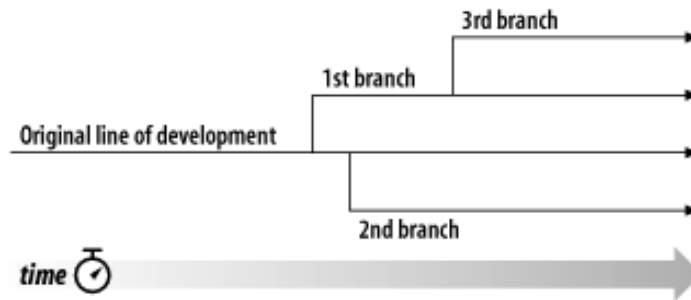 3rd branch
1st branch
Original line of development
2nd branch
time